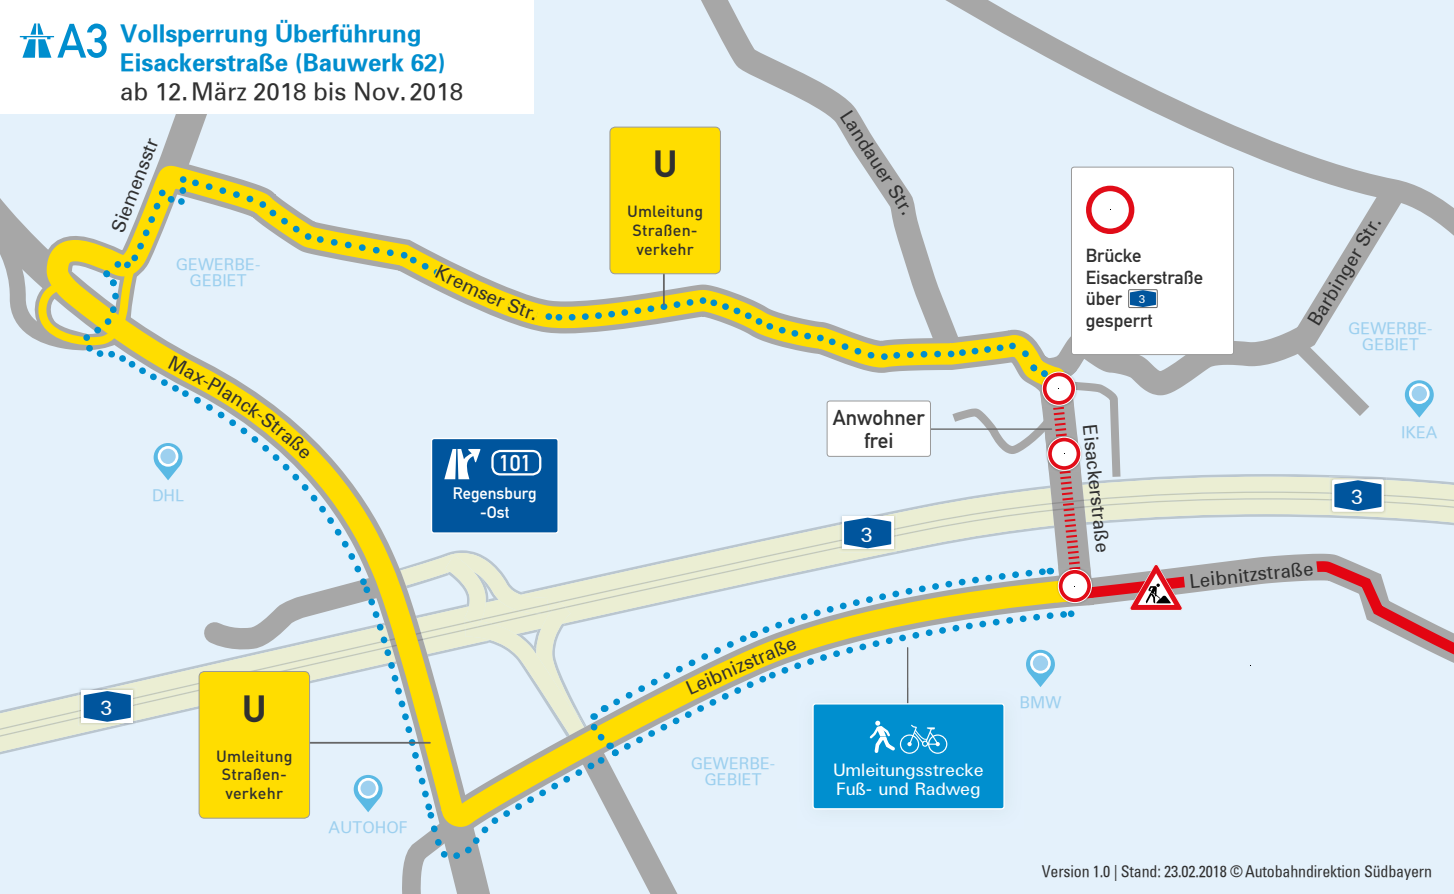 A3 Vollsperrung Überführung
Eisackerstraße (Bauwerk 62)
ab 12. März 2018 bis Nov. 2018
Siemensstr
GEWERBE-
GEBIET
U
Umleitung
Straßen-
verkehr
Kremser Str.
Landauer Str.
Brücke
Eisackerstraße
über 3
gesperrt
Barbinger Str.
GEWERBE-
GEBIET
IKEA
Max-Planck-Straße
Anwohner
frei
Eisackerstraße
DHL
101
Regensburg
-Ost
3
3
Leibnitzstraße
Leibnizstraße
3
U
Umleitung
Straßen-
verkehr
BMW
GEWERBE-
GEBIET
Umleitungsstrecke
Fuß- und Radweg
AUTOHOF
Version 1.0 | Stand: 23.02.2018 © Autobahndirektion Südbayern